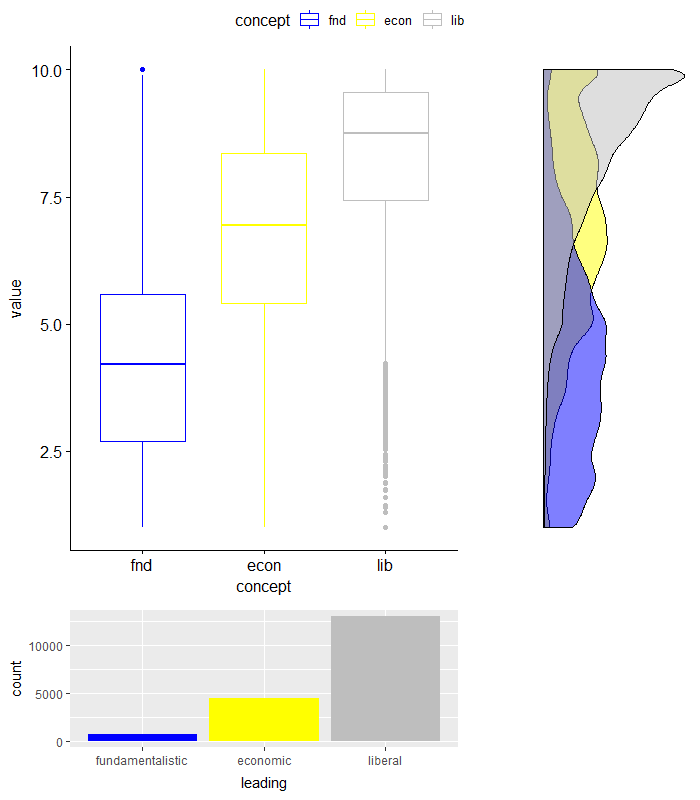 concept fnd econ lib
10.0
7.5
5.0
2.5
value
fnd econ lib
concept
10000
5000
0
count
fundamentalistic economic liberal
leading